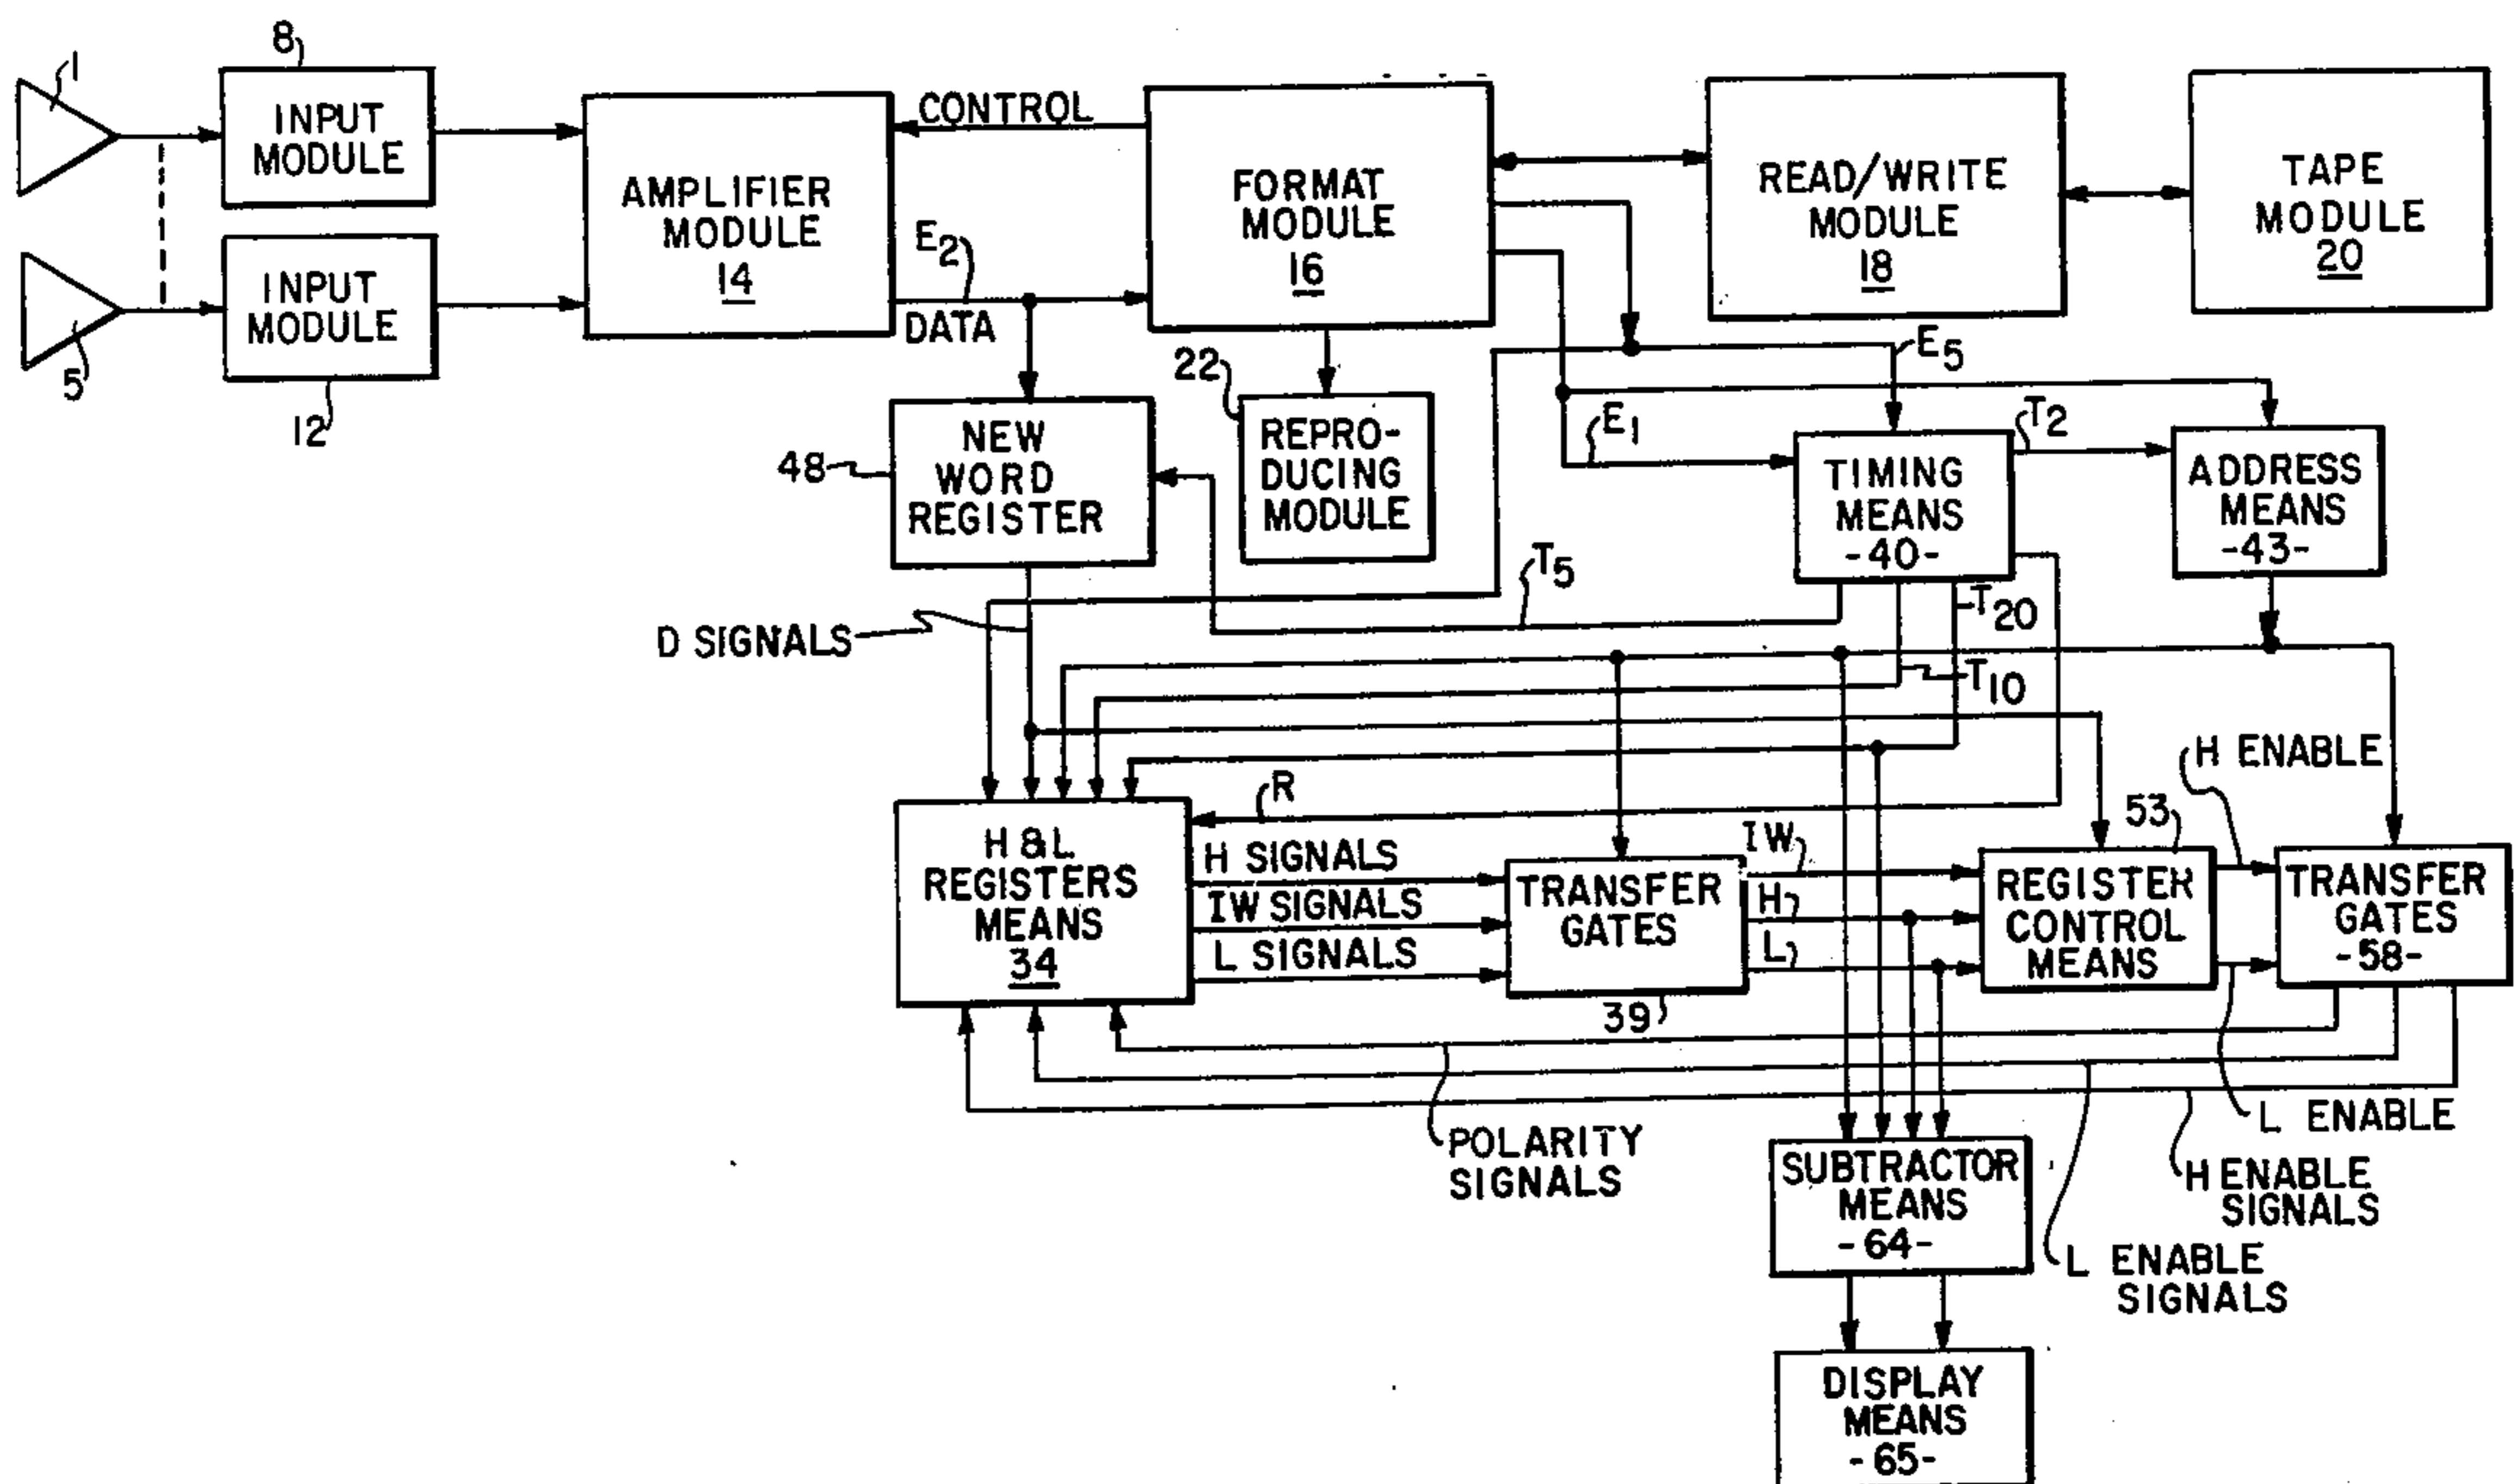 1
8
INPUT
MODULE
5
INPUT
MODULE
12
AMPLIFIER
MODULE
14
CONTROL
E2
DATA
FORMAT
MODULE
16
READ/WRITE
MODULE
18
TAPE
MODULE
20
48
NEW
WORD
REGISTER
22
REPRO-
DUCING
MODULE
E5
E1
TIMING
MEANS
-40-
T2
ADDRESS
MEANS
-43-
T5
T20
T10
D SIGNALS
H & L
REGISTERS
MEANS
34
R
H SIGNALS
IW SIGNALS
L SIGNALS
TRANSFER
GATES
39
IW
H
L
53
REGISTER
CONTROL
MEANS
H ENABLE
TRANSFER
GATES
-58-
L ENABLE
POLARITY
SIGNALS
H ENABLE
SIGNALS
L ENABLE
SIGNALS
SUBTRACTOR
MEANS
-64-
DISPLAY
MEANS
-65-